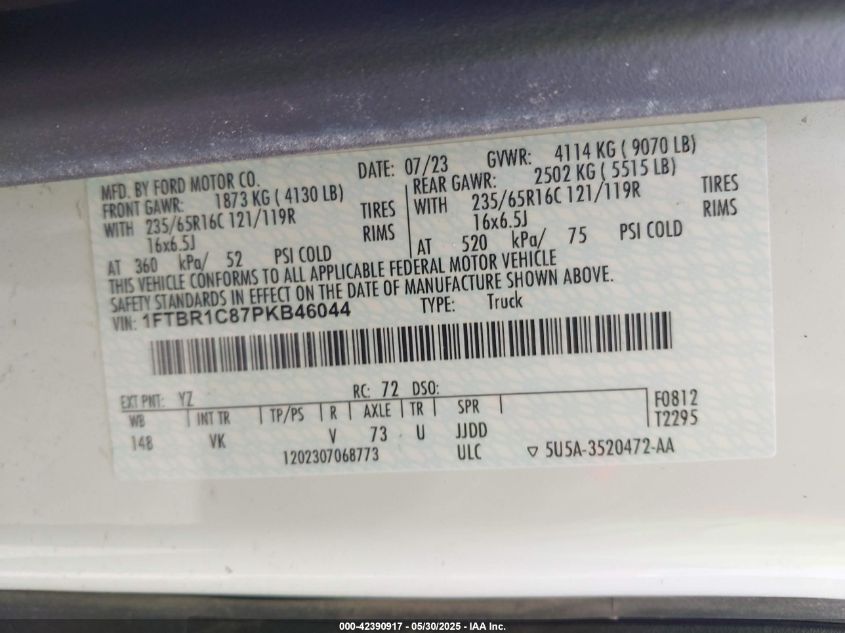 MFD. BY FORD MOTOR CO. DATE: 07/23 GVWR: 4114 KG ( 9070 LB)
FRONT GAWR: 1873 KG ( 4130 LB) REAR GAWR: 2502 KG ( 5515 LB)
WITH 235/65R16C 121/119R TIRES WITH 235/65R16C 121/119R TIRES
16x6.5J RIMS 16x6.5J RIMS
AT 360 kPa/ 52 PSI COLD AT 520 kPa/ 75 PSI COLD
THIS VEHICLE CONFORMS TO ALL APPLICABLE FEDERAL MOTOR VEHICLE
SAFETY STANDARDS IN EFFECT ON THE DATE OF MANUFACTURE SHOWN ABOVE.
VIN: 1FTBR1C87PKB46044 TYPE: Truck
EXT PNT: YZ RC: 72 DSO:
WB INT TR TP/PS R AXLE TR SPR F0812
148 VK V 73 U JJDD T2295
1202307068773 ULC ▽ 5U5A-3520472-AA
000-42390917 - 05/30/2025 - IAA Inc.